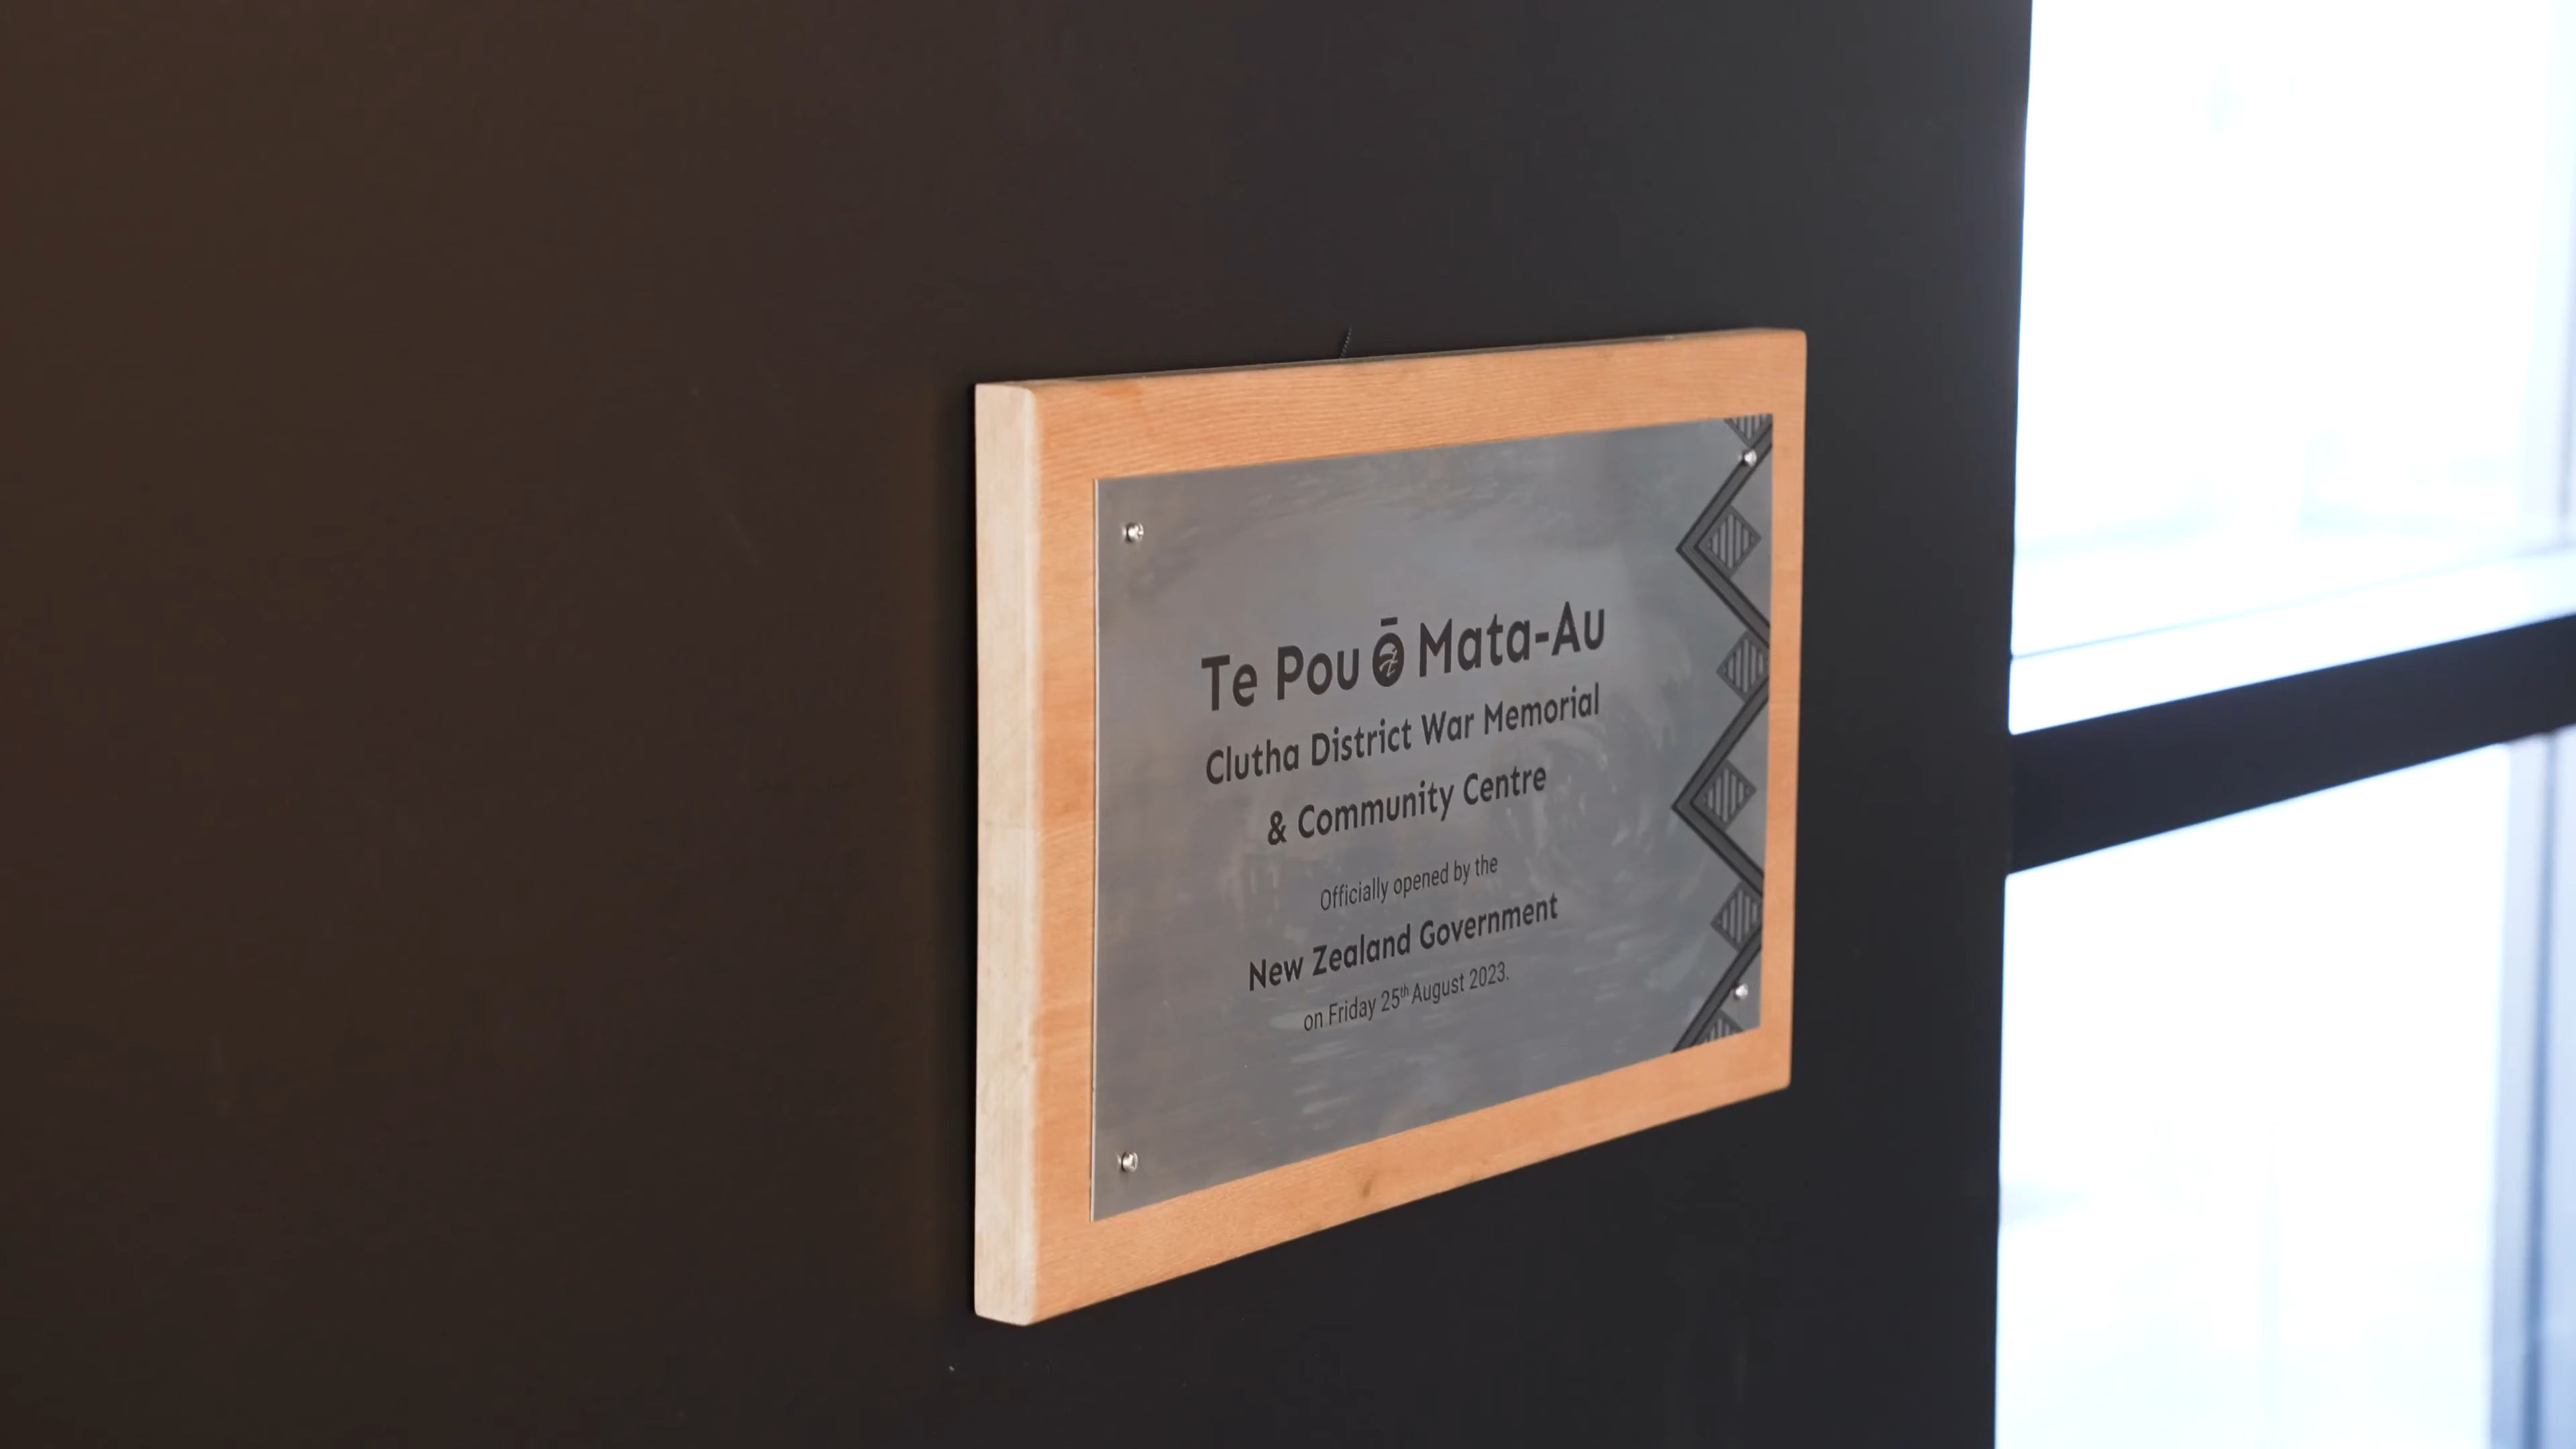 Te Pou ō Mata-Au
Clutha District War Memorial
& Community Centre
Officially opened by the
New Zealand Government
on Friday 25th August 2023.